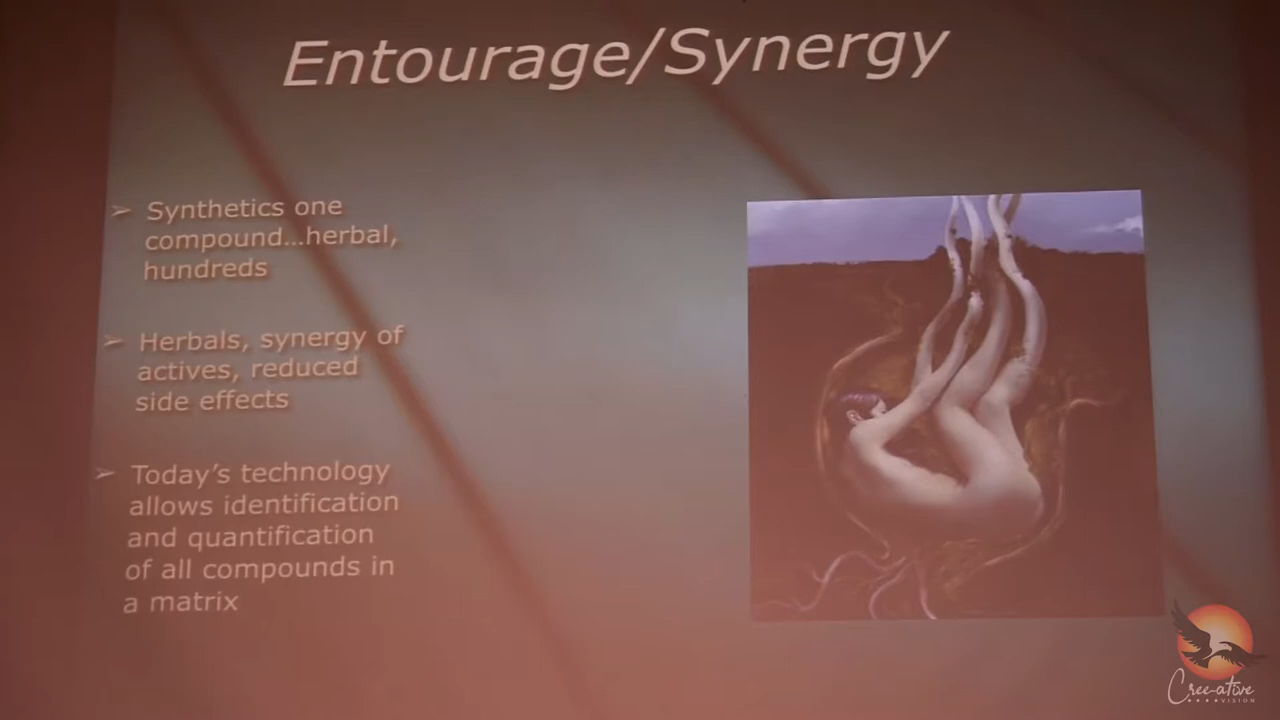 Entourage/Synergy
➢ Synthetics one
compound...herbal,
hundreds
➢ Herbals, synergy of
actives, reduced
side effects
➢ Today's technology
allows identification
and quantification
of all compounds in
a matrix
Cree-ative
VISION